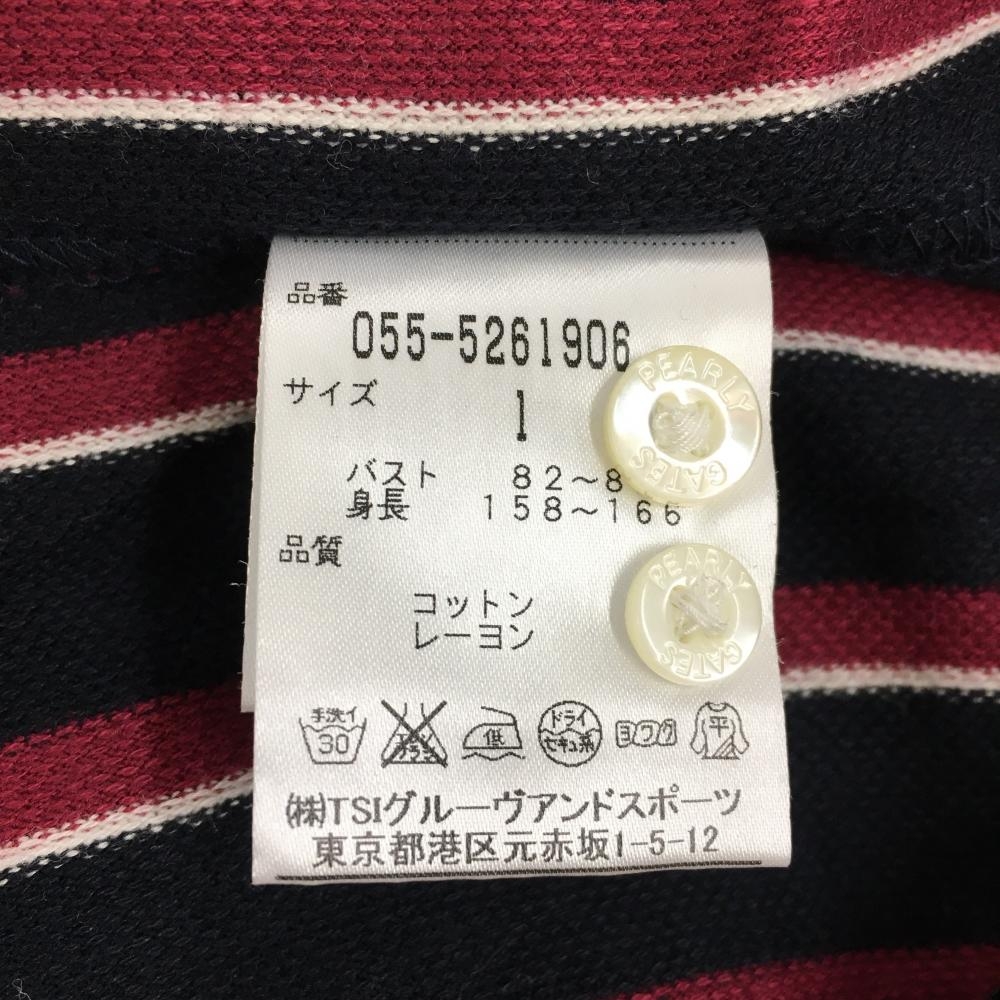 品番
055-5261906
サイズ
1
バスト 82~8
身長 158~166
品質
コットン
レーヨン
手洗イ 30
低
ドライ セキユ系
ヨワク
平
㈱TSIグルーヴアンドスポーツ
東京都港区元赤坂1-5-12
PEARLY GATES
PEARLY GATES